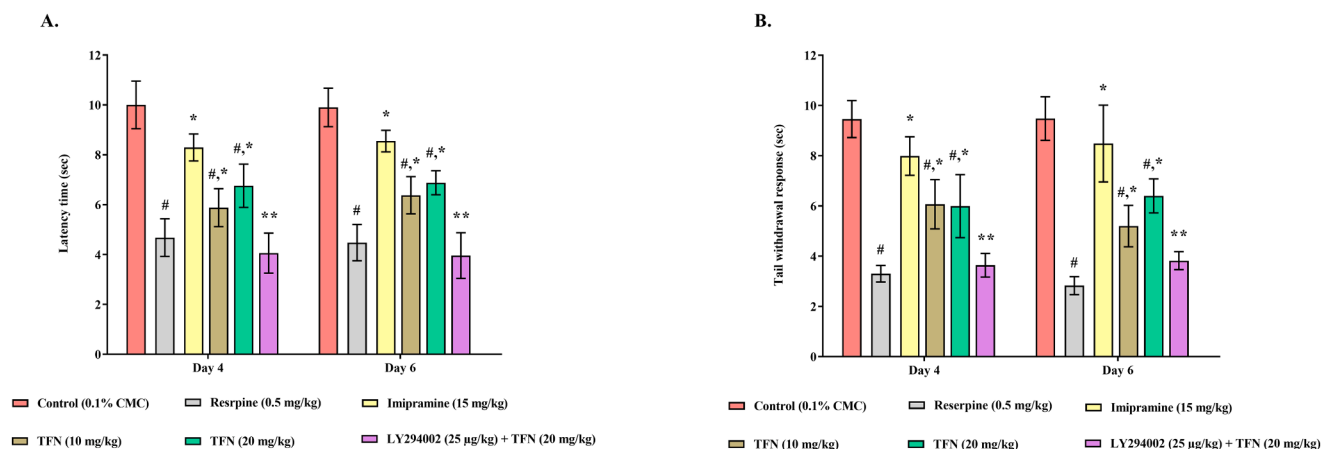 A.
12
10
8
6
4
2
0
Latency time (sec)
#
*
#,*
#,*
**
#
*
#,*
#,*
**
Day 4
Day 6
Control (0.1% CMC)
Resrpine (0.5 mg/kg)
Imipramine (15 mg/kg)
TFN (10 mg/kg)
TFN (20 mg/kg)
LY294002 (25 µg/kg) + TFN (20 mg/kg)
B.
12
10
8
6
4
2
0
Tail withdrawal response (sec)
#
*
#,*
#,*
**
#
*
#,*
#,*
**
Day 4
Day 6
Control (0.1% CMC)
Reserpine (0.5 mg/kg)
Imipramine (15 mg/kg)
TFN (10 mg/kg)
TFN (20 mg/kg)
LY294002 (25 µg/kg) + TFN (20 mg/kg)